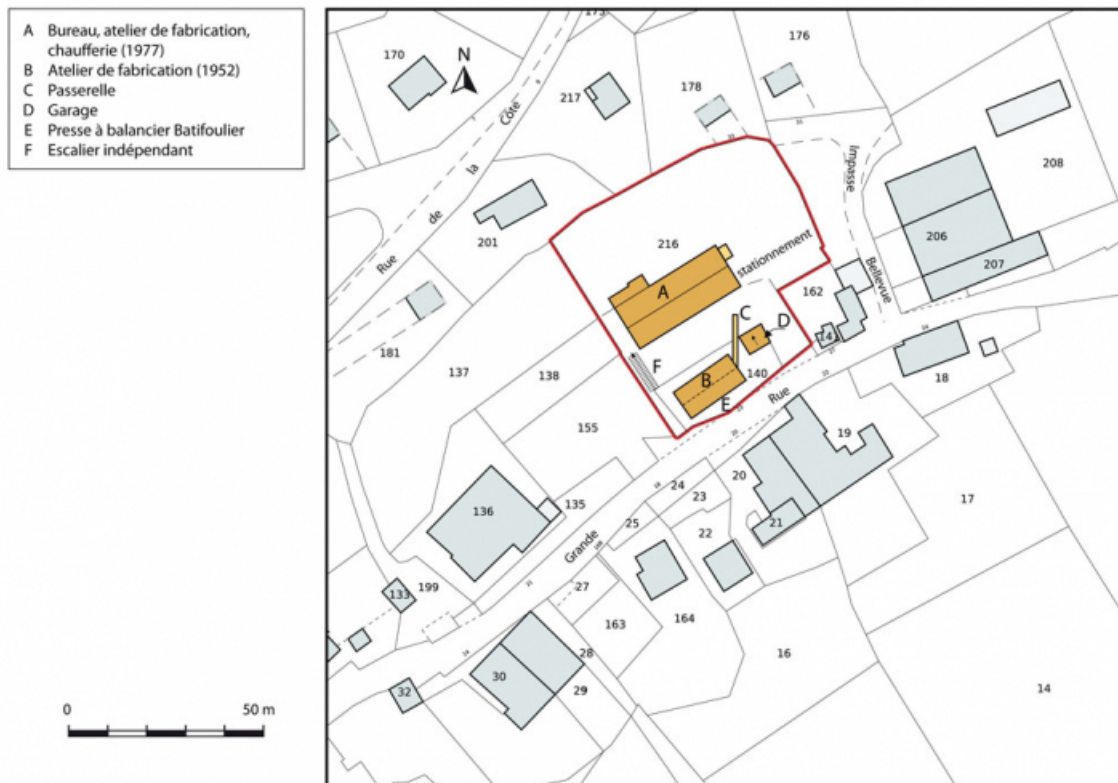 A Bureau, atelier de fabrication,
chaufferie (1977)
B Atelier de fabrication (1952)
C Passerelle
D Garage
E Presse à balancier Batifoulier
F Escalier indépendant
0 50 m
N
170
217
178
176
208
Rue de la Côte
Impasse Bellevue
201
216
stationnement
206
207
A
162
C
D
14
181
137
138
F
B
140
E
18
155
Rue
19
136
135
24
20
23
25
21
22
17
Grande
199
133
27
163
164
28
16
30
29
32
14